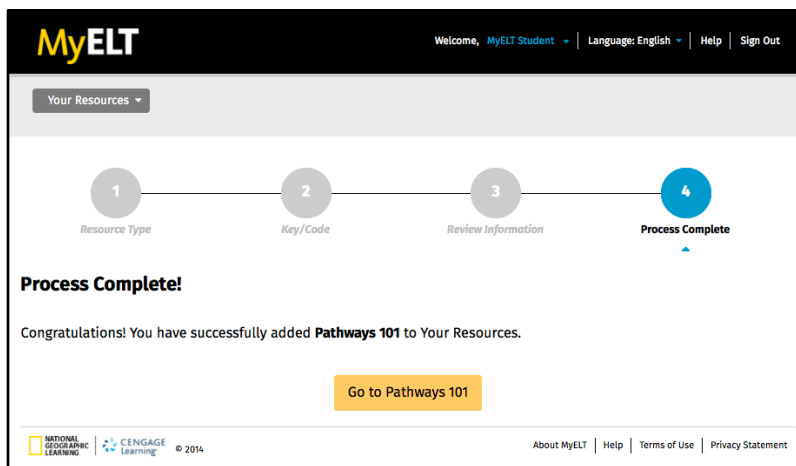 MyELT
Welcome, MyELT Student
Language: English
Help
Sign Out
Your Resources
1
2
3
4
Resource Type
Key/Code
Review Information
Process Complete
Process Complete!
Congratulations! You have successfully added Pathways 101 to Your Resources.
Go to Pathways 101
NATIONAL
GEOGRAPHIC
LEARNING
CENGAGE
Learning
© 2014
About MyELT
Help
Terms of Use
Privacy Statement